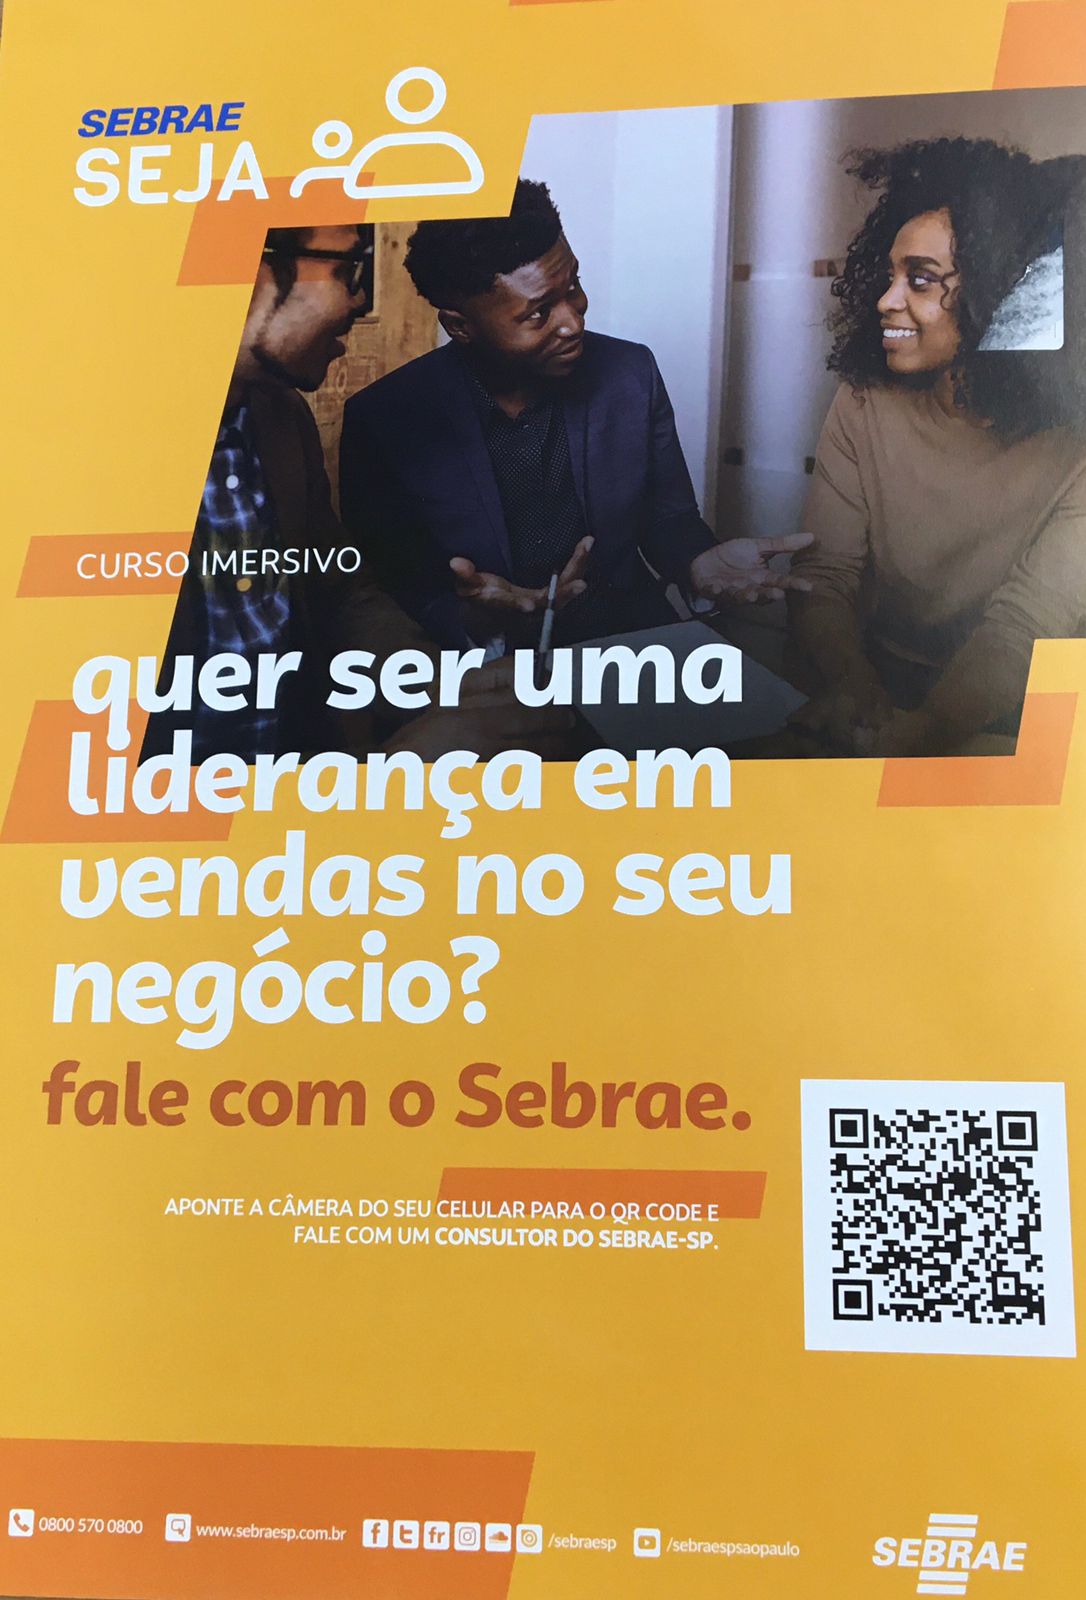 SEBRAE
SEJA
CURSO IMERSIVO
quer ser uma
liderança em
vendas no seu
negócio?
fale com o Sebrae.
APONTE A CÂMERA DO SEU CELULAR PARA O QR CODE E
FALE COM UM CONSULTOR DO SEBRAE-SP.
0800 570 0800 www.sebraesp.com.br /sebraesp /sebraespsaopaulo
SEBRAE